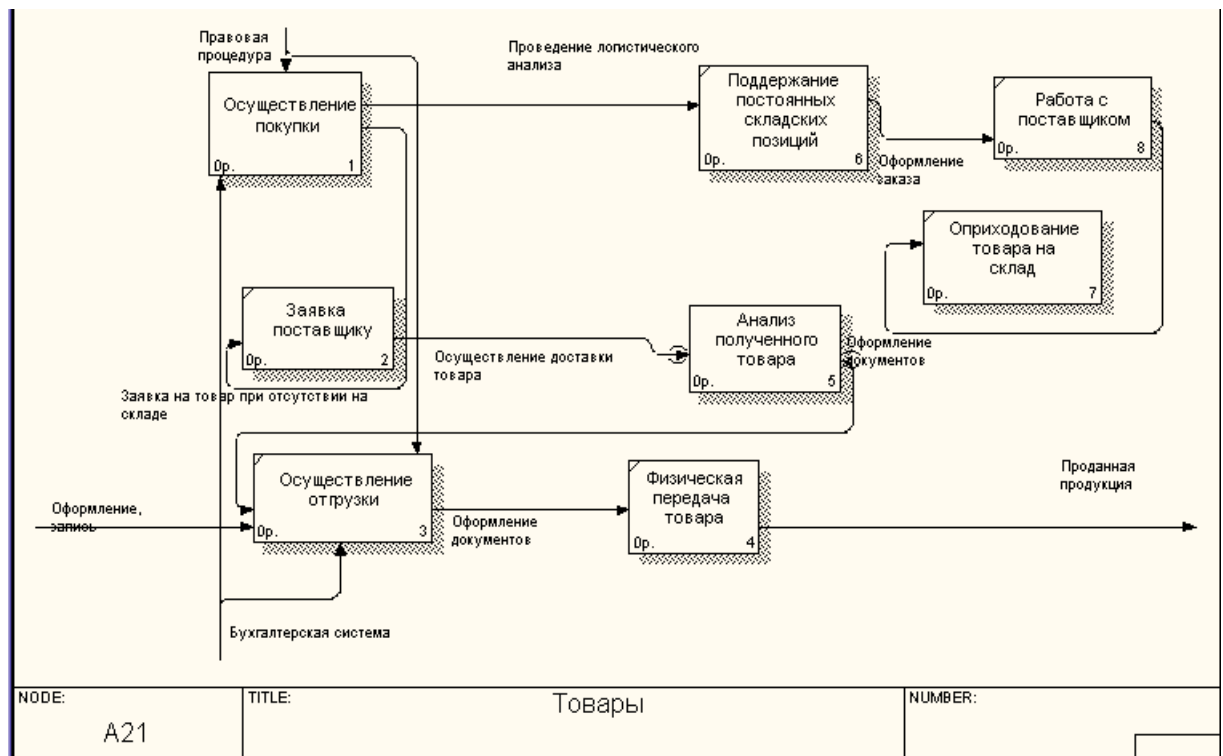 Правовая
процедура
Проведение логистического
анализа
Осуществление
покупки
0р.
1
Поддержание
постоянных
складских
позиций
0р.
6
Оформление
заказа
Работа с
поставщиком
0р.
8
Оприходование
товара на
склад
0р.
7
Заявка
поставщику
0р.
2
Осуществление доставки
товара
Анализ
полученного
товара
0р.
5
Оформление
документов
Заявка на товар при отсутствии на
складе
Осуществление
отгрузки
0р.
3
Оформление,
запись
Оформление
документов
Физическая
передача
товара
0р.
4
Проданная
продукция
Бухгалтерская система
NODE:
A21
TITLE:
Товары
NUMBER: